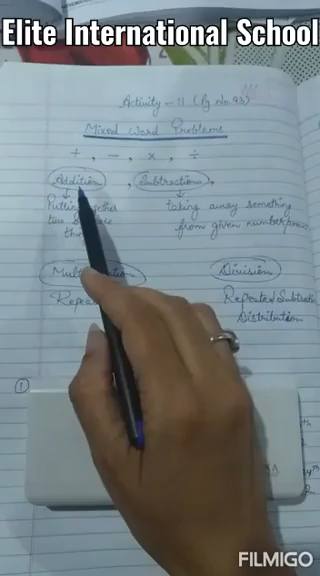 Elite International School
Activity - 11 (Pg No. 93)
Mixed Word Problems
+ , - , × , ÷
Addition , Subtraction,
Putting taking away something
from given number
Division
Repeated Subtraction
Distribution
1
FILMIGO